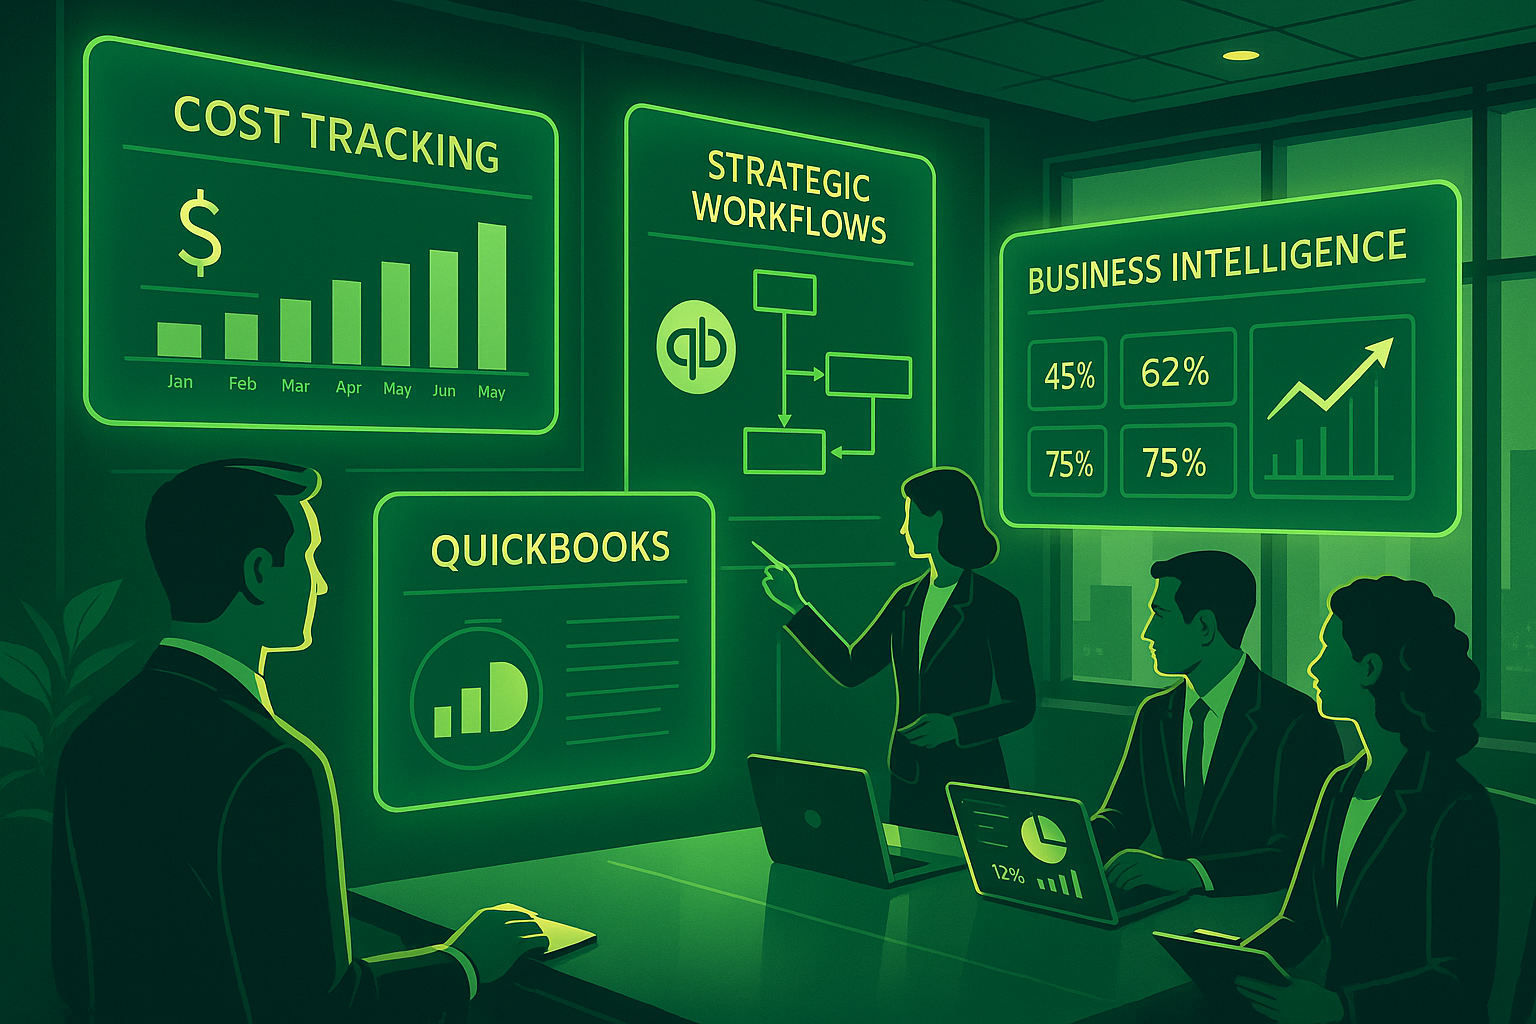 COST TRACKING
$
Jan Feb Mar Apr May Jun May
STRATEGIC
WORKFLOWS
qb
BUSINESS INTELLIGENCE
45% 62%
75% 75%
QUICKBOOKS
12%